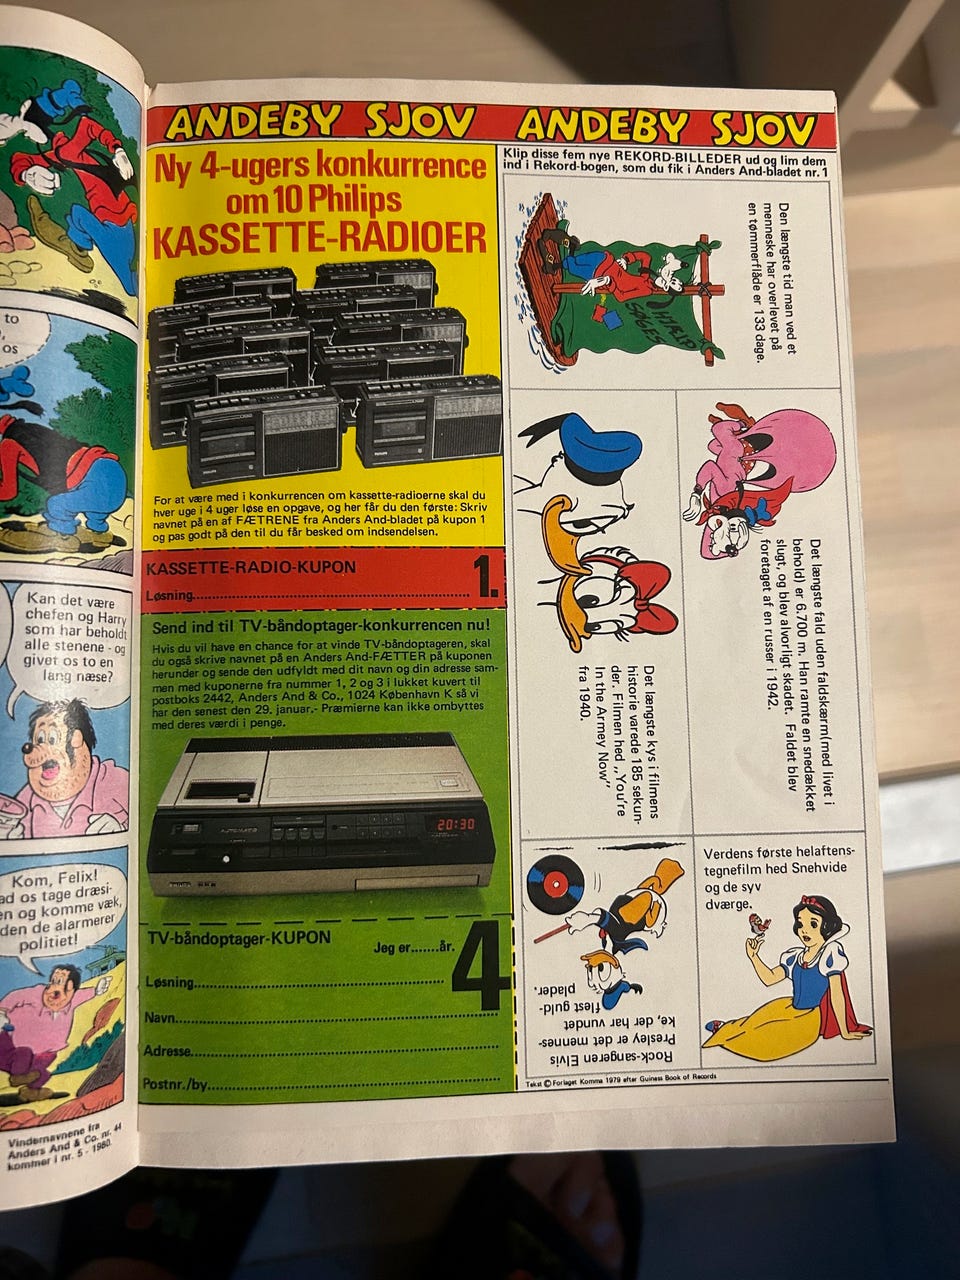 to
os
Kan det være
chefen og Harry
som har beholdt
alle stenene - og
givet os to en
lang næse?
Kom, Felix!
ad os tage dræsi-
en og komme væk,
den de alarmerer
politiet!
Vindernavnene fra
Anders And & Co. nr. 44
kommer i nr. 5 - 1980.
ANDEBY SJOV
Ny 4-ugers konkurrence
om 10 Philips
KASSETTE-RADIOER
PHILIPS
PHILIPS
For at være med i konkurrencen om kassette-radioerne skal du
hver uge i 4 uger løse en opgave, og her får du den første: Skriv
navnet på en af FÆTRENE fra Anders And-bladet på kupon 1
og pas godt på den til du får besked om indsendelsen.
KASSETTE-RADIO-KUPON
1.
Løsning
Send ind til TV-båndoptager-konkurrencen nu!
Hvis du vil have en chance for at vinde TV-båndoptageren, skal
du også skrive navnet på en Anders And-FÆTTER på kuponen
herunder og sende den udfyldt med dit navn og din adresse sam-
men med kuponerne fra nummer 1, 2 og 3 i lukket kuvert til
postboks 2442, Anders And & Co., 1024 København K så vi
har den senest den 29. januar.- Præmierne kan ikke ombyttes
med deres værdi i penge.
AUTOMATIC
20:30
TV-båndoptager-KUPON
Jeg er.......år.
4
Løsning
Navn
Adresse
Postnr./by
ANDEBY SJOV
Klip disse fem nye REKORD-BILLEDER ud og lim dem
ind i Rekord-bogen, som du fik i Anders And-bladet nr. 1
HJÆLP
SØGES
Den længste tid man ved et
menneske har overlevet på
en tømmerflåde er 133 dage.
Det længste fald uden faldskærm(med livet i
behold) er 6.700 m. Han ramte en snedækket
slugt, og blev alvorligt skadet. Faldet blev
foretaget af en russer i 1942.
Det længste kys i filmens
historie varede 185 sekun-
der. Filmen hed „You're
In the Armey Now"
fra 1940.
Rock-sangeren Elvis
Presley er det mennes-
ke, der har vundet
flest guld-
plader.
Verdens første helaftens-
tegnefilm hed Snehvide
og de syv
dværge.
Tekst © Forlaget Komma 1979 efter Guiness Book of Records